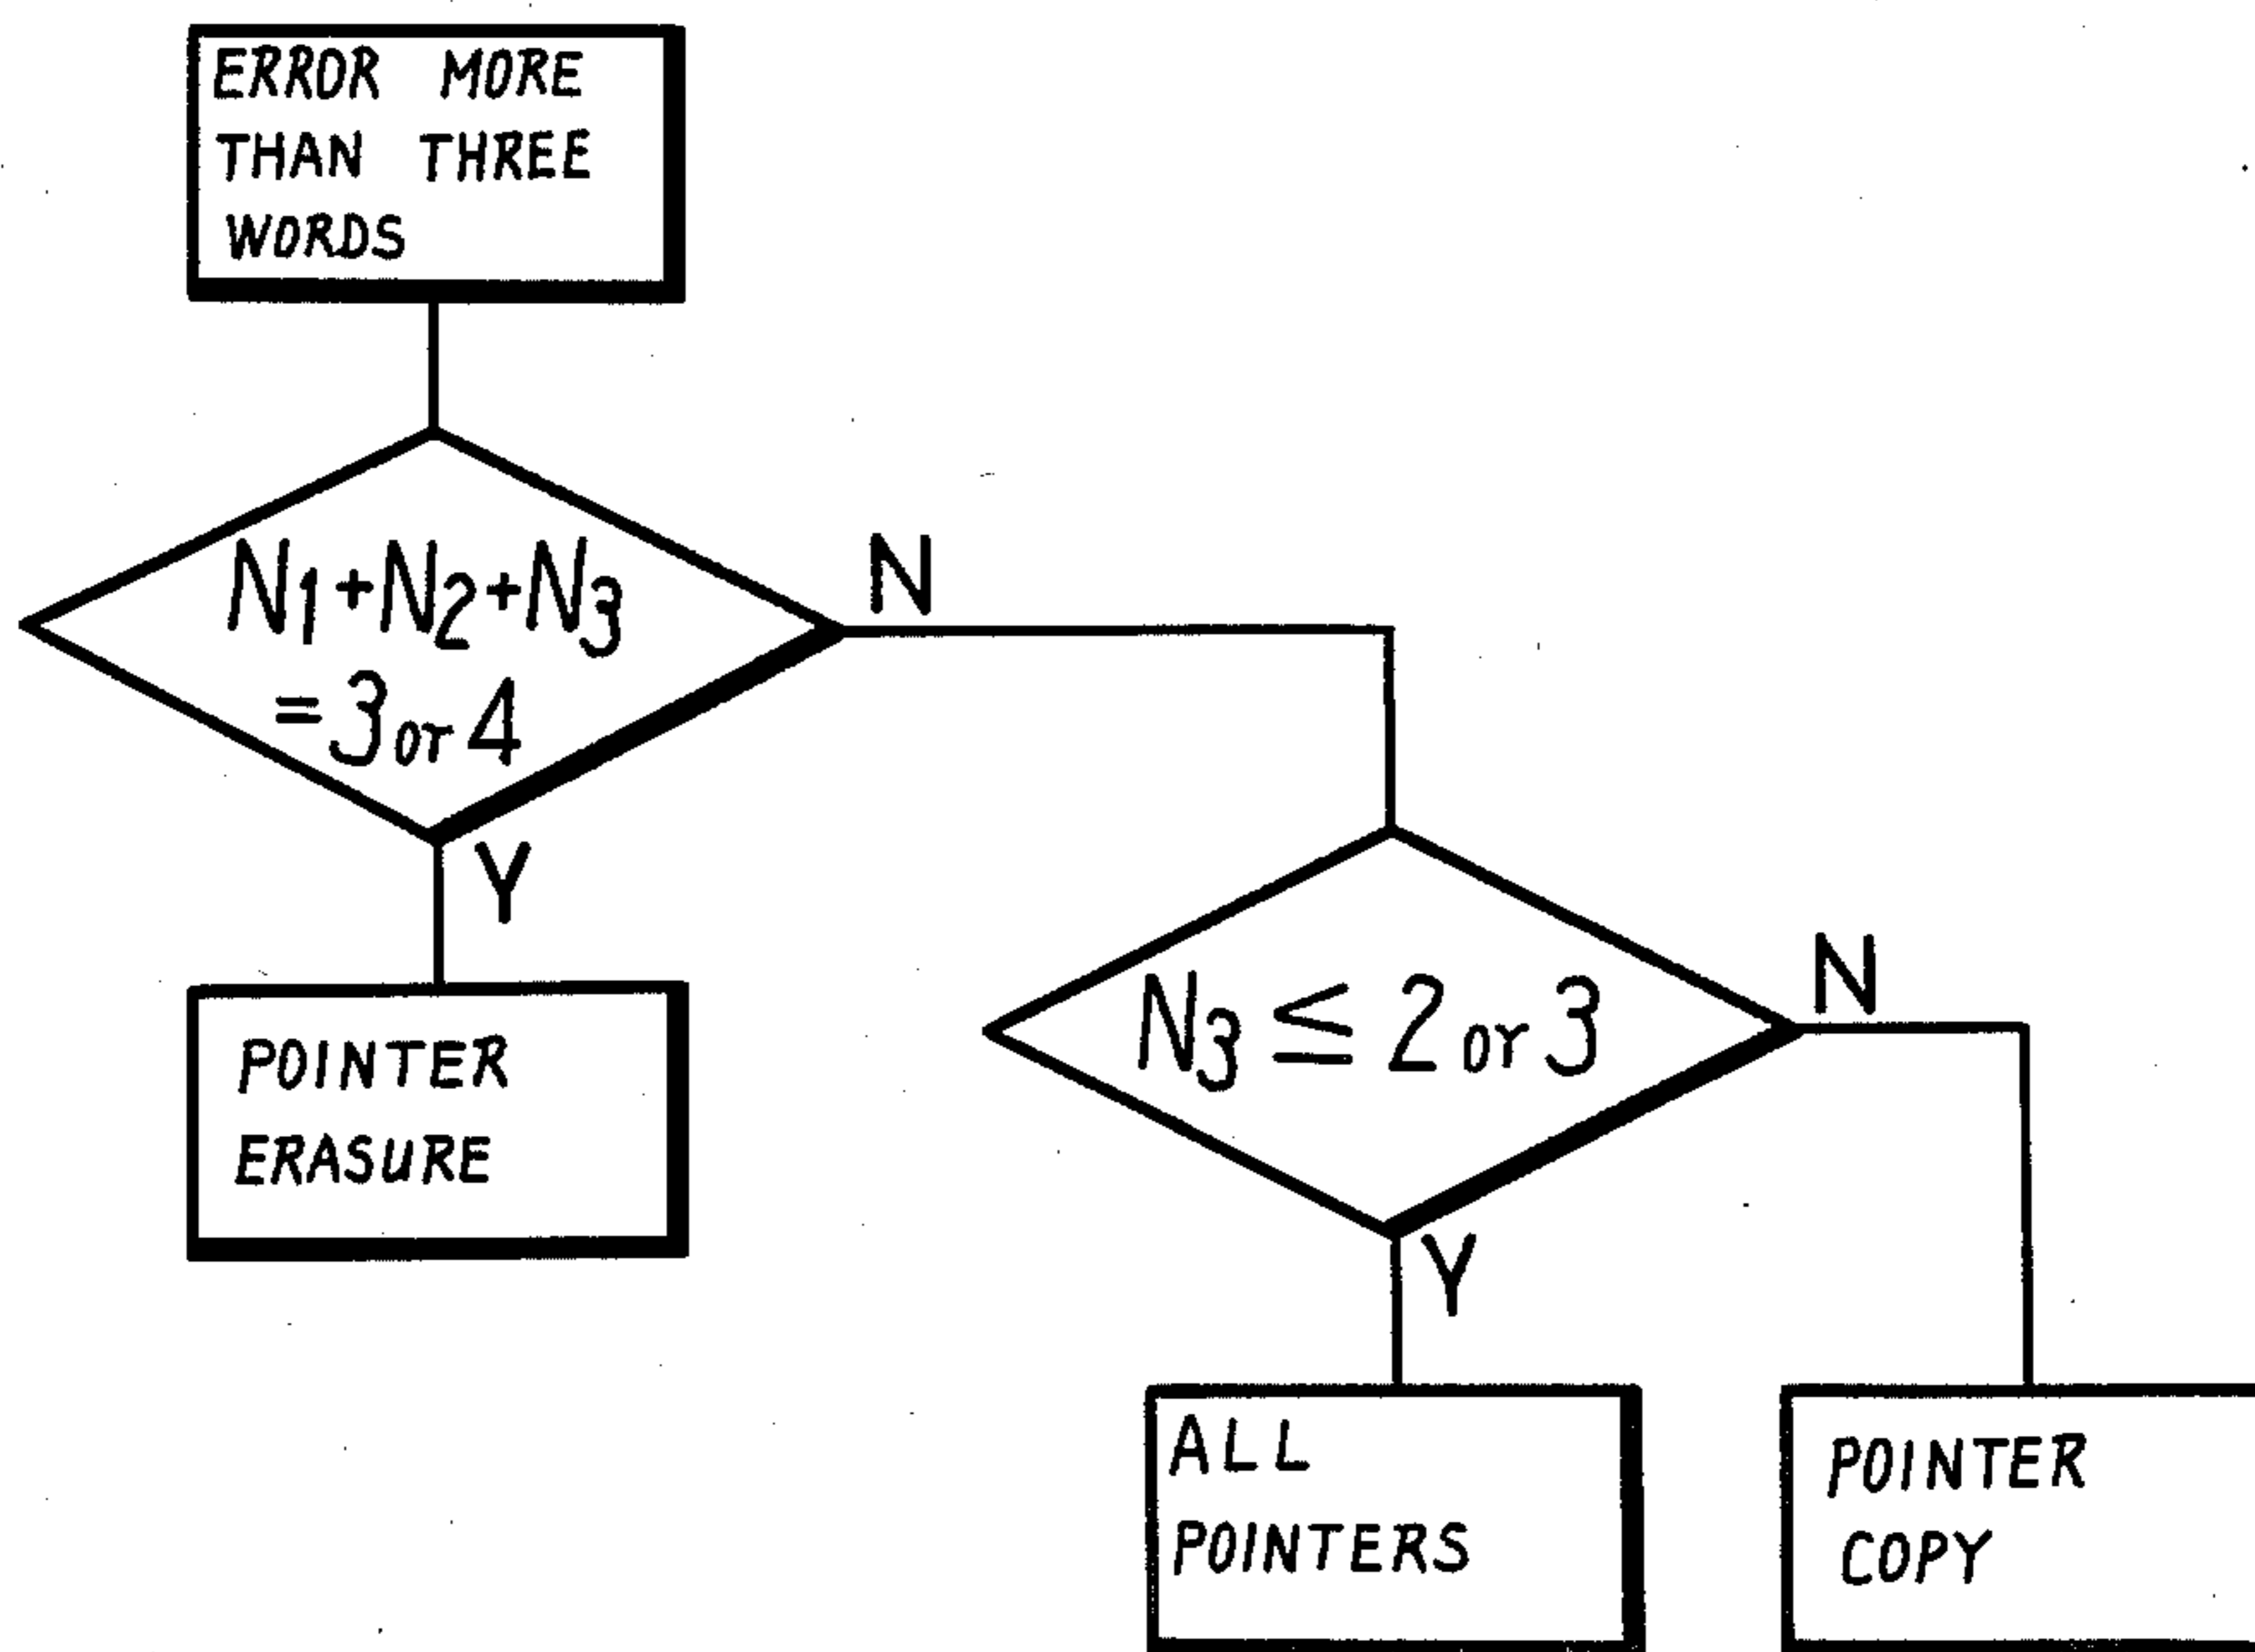 ERROR MORE
THAN THREE
WORDS
N1+N2+N3
=3 or 4
N
Y
POINTER
ERASURE
N3 ≦ 2 or 3
N
Y
ALL
POINTERS
POINTER
COPY